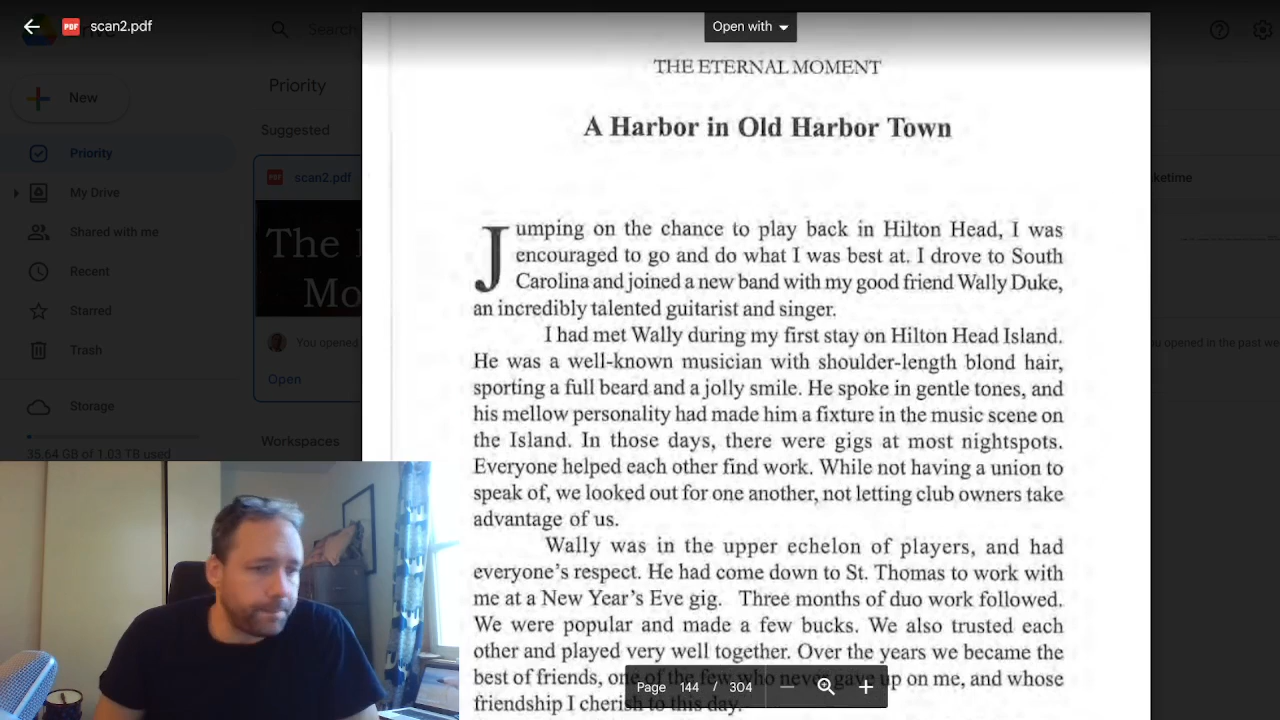 scan2.pdf
Search
Open with
New
Priority
Priority
Suggested
My Drive
scan2.pdf
Shared with me
Recent
Starred
Trash
The
Mo
You opened
Open
Storage
35.64 GB of 1.03 TB used
Workspaces
ketime
ou opened in the past we
THE ETERNAL MOMENT
A Harbor in Old Harbor Town
Jumping on the chance to play back in Hilton Head, I was
encouraged to go and do what I was best at. I drove to South
Carolina and joined a new band with my good friend Wally Duke,
an incredibly talented guitarist and singer.
I had met Wally during my first stay on Hilton Head Island.
He was a well-known musician with shoulder-length blond hair,
sporting a full beard and a jolly smile. He spoke in gentle tones, and
his mellow personality had made him a fixture in the music scene on
the Island. In those days, there were gigs at most nightspots.
Everyone helped each other find work. While not having a union to
speak of, we looked out for one another, not letting club owners take
advantage of us.
Wally was in the upper echelon of players, and had
everyone's respect. He had come down to St. Thomas to work with
me at a New Year's Eve gig. Three months of duo work followed.
We were popular and made a few bucks. We also trusted each
other and played very well together. Over the years we became the
best of friends, one of the few who never gave up on me, and whose
friendship I cherish to this day.
Page 144 / 304